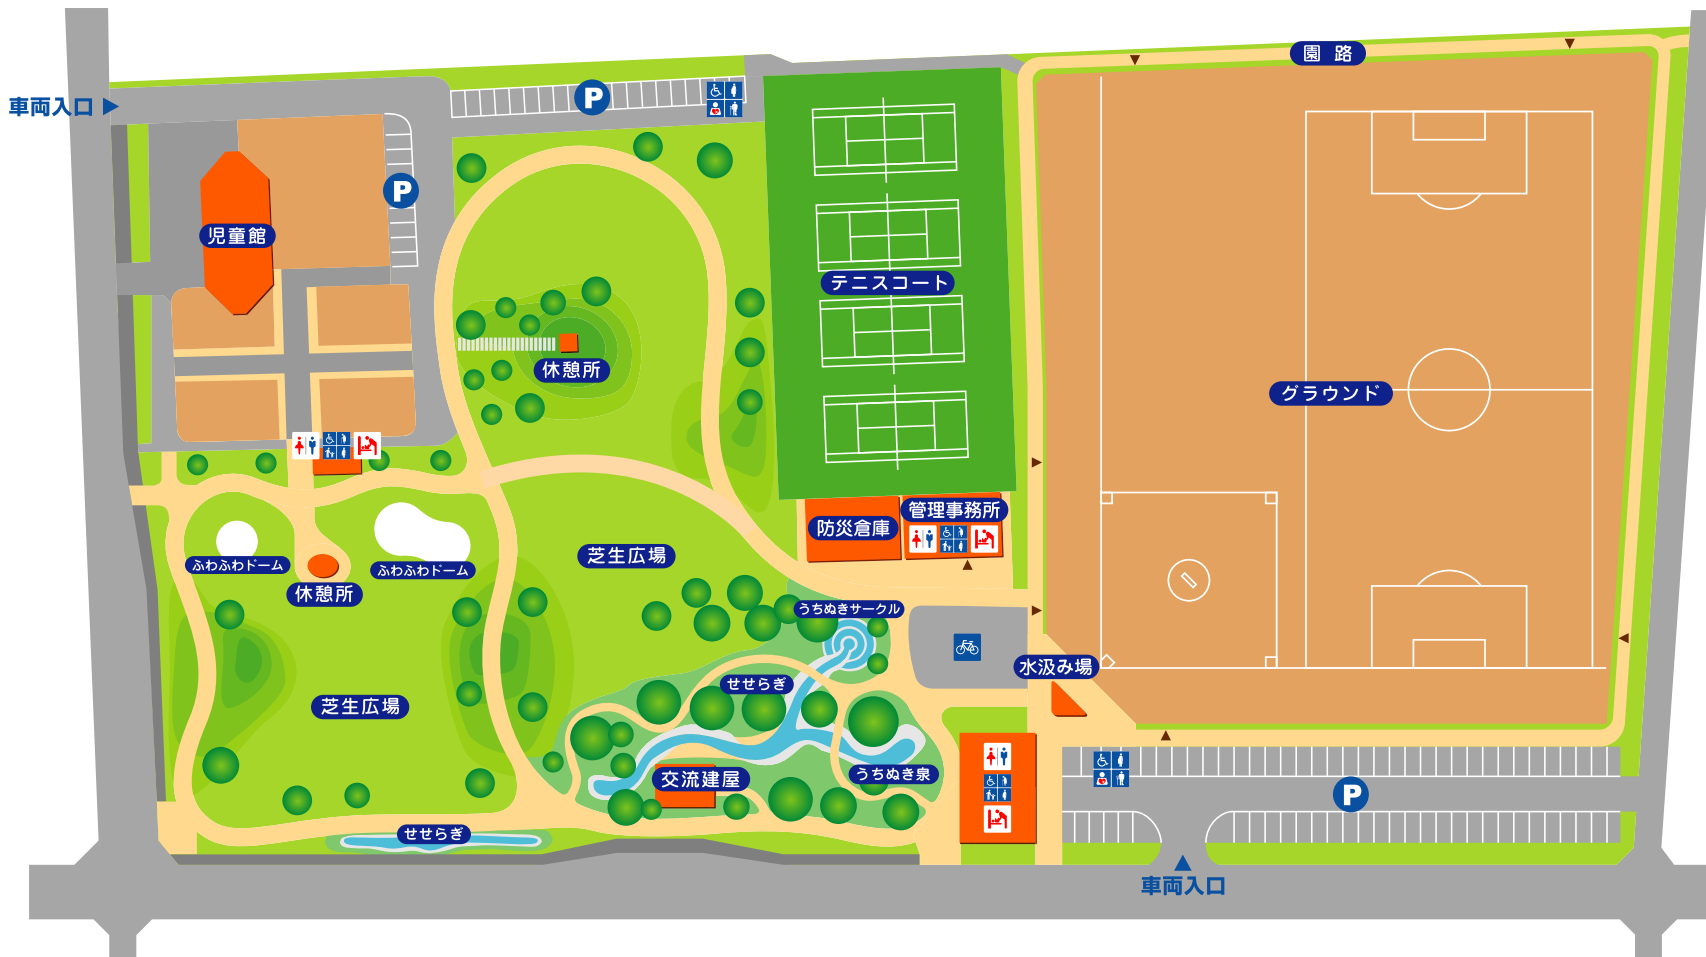 園路
車両入口
P
P
児童館
テニスコート
休憩所
グラウンド
管理事務所
防災倉庫
芝生広場
ふわふわドーム
ふわふわドーム
休憩所
うちぬきサークル
水汲み場
せせらぎ
芝生広場
うちぬき泉
交流建屋
P
せせらぎ
車両入口